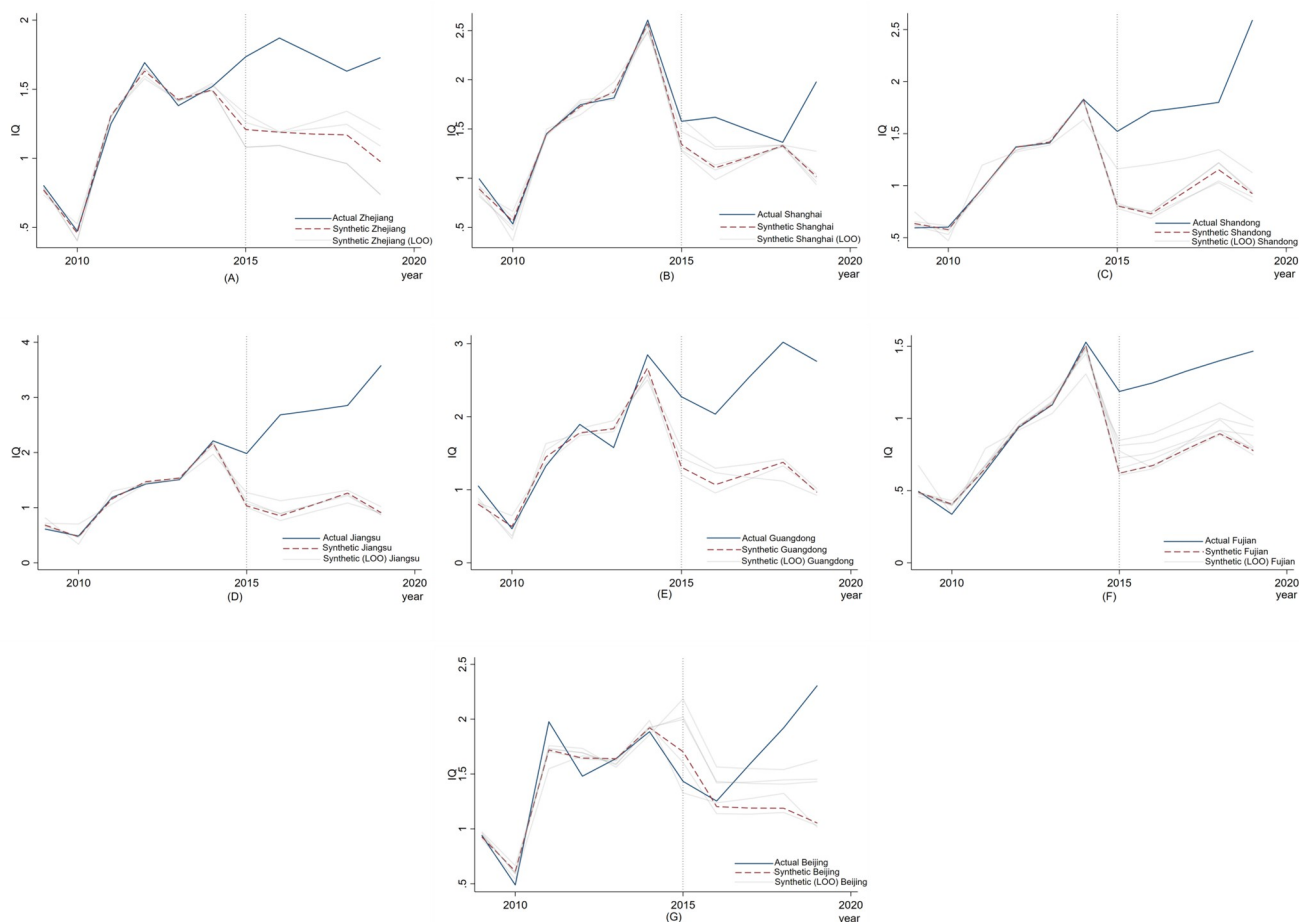 2
1.5
IQ
1
.5
Actual Zhejiang
Synthetic Zhejiang
Synthetic Zhejiang (LOO)
2010
2015
2020
year
(A)
2.5
2
1.5
IQ
1
.5
Actual Shanghai
Synthetic Shanghai
Synthetic Shanghai (LOO)
2010
2015
2020
year
(B)
2.5
2
1.5
IQ
1
.5
Actual Shandong
Synthetic Shandong
Synthetic (LOO) Shandong
2010
2015
2020
year
(C)
4
3
2
IQ
1
0
Actual Jiangsu
Synthetic Jiangsu
Synthetic (LOO) Jiangsu
2010
2015
2020
year
(D)
3
2
IQ
1
0
Actual Guangdong
Synthetic Guangdong
Synthetic (LOO) Guangdong
2010
2015
2020
year
(E)
1.5
1
IQ
.5
0
Actual Fujian
Synthetic Fujian
Synthetic (LOO) Fujian
2010
2015
2020
year
(F)
2.5
2
1.5
IQ
1
.5
Actual Beijing
Synthetic Beijing
Synthetic (LOO) Beijing
2010
2015
2020
year
(G)